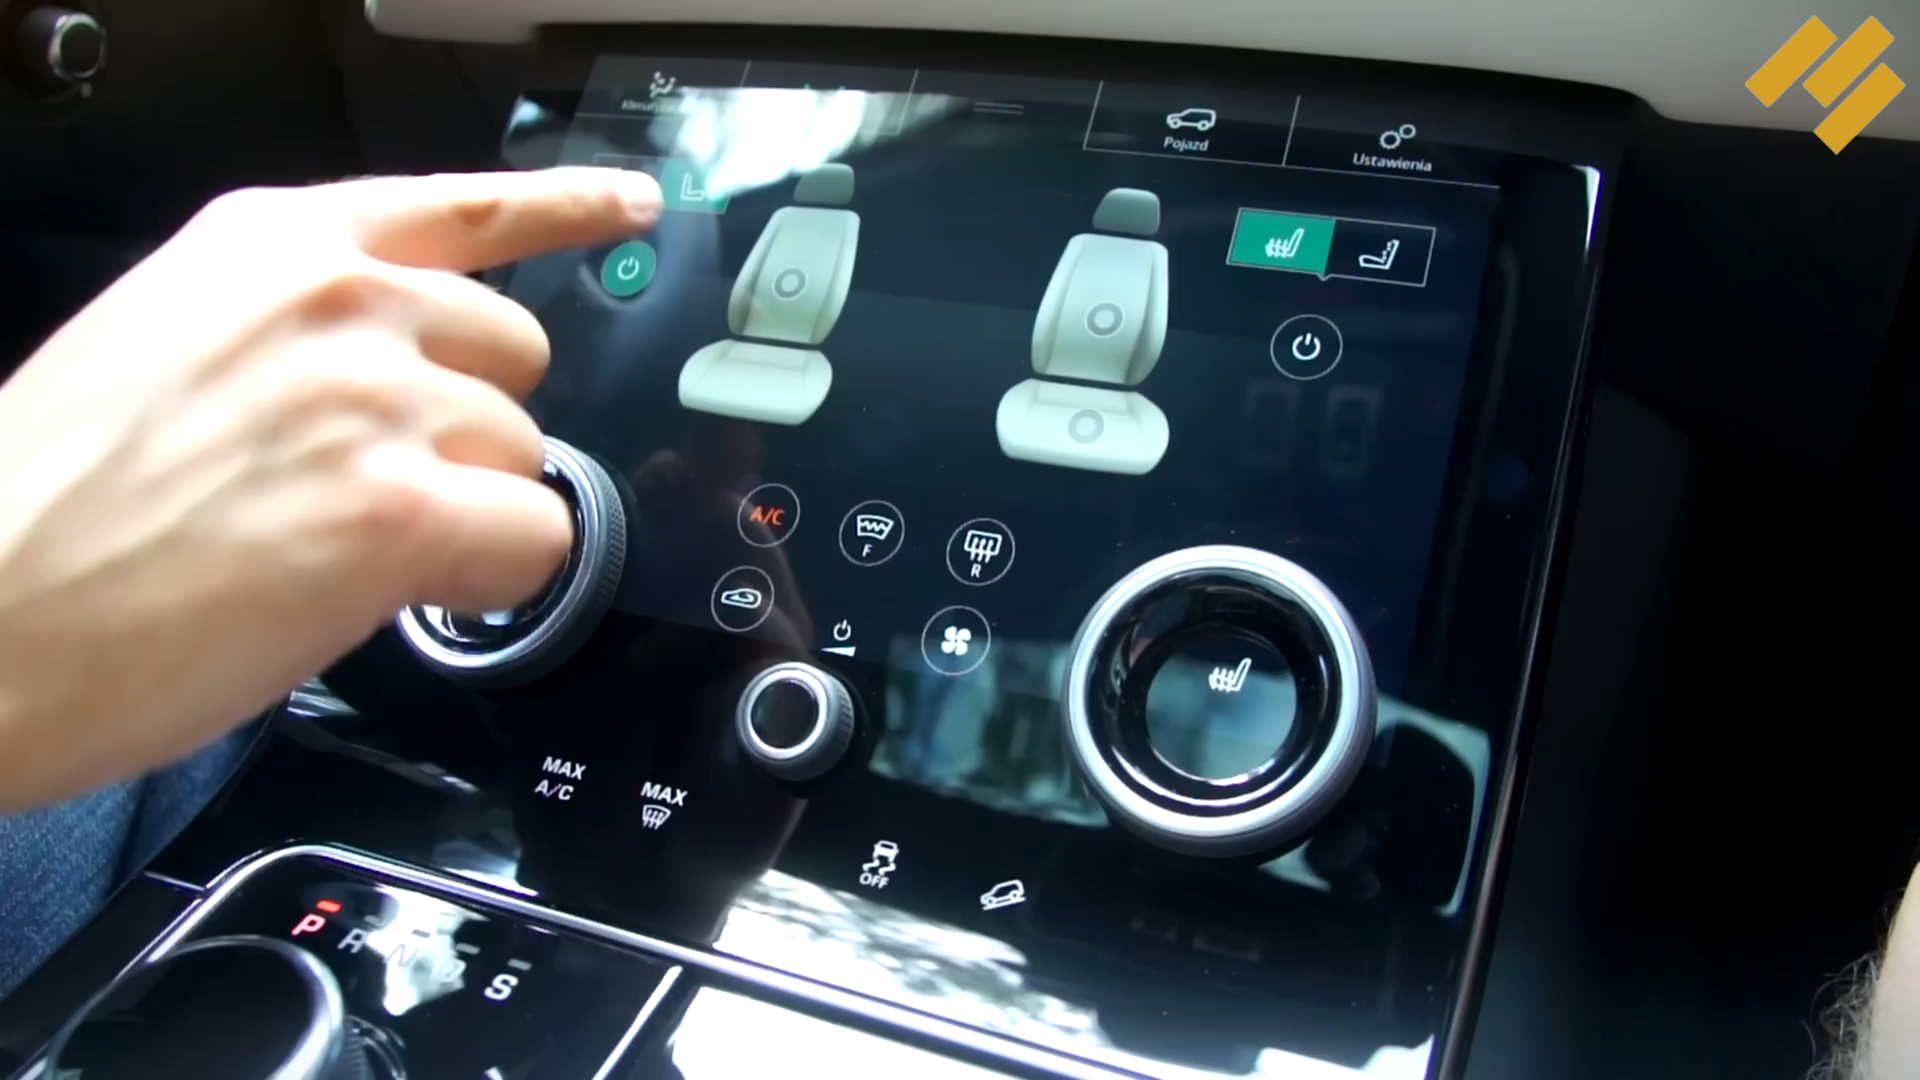 Pojazd
Ustawienia
A/C
F
R
MAX
A/C
MAX
OFF
P
R
N
S